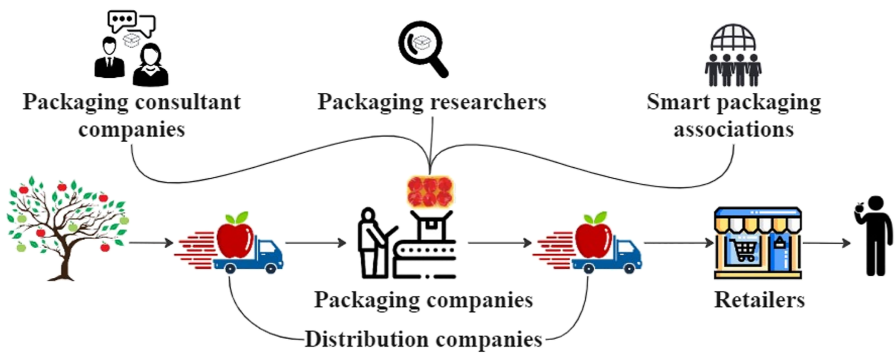 Packaging consultant
companies
Packaging researchers
Smart packaging
associations
Packaging companies
Retailers
Distribution companies